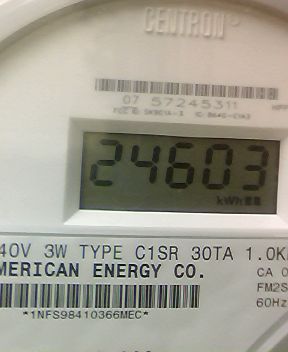 CENTRON
07 57245311
24603
kWh
40V 3W TYPE C1SR 30TA 1.0K
MERICAN ENERGY CO.
CA 0
FM2S
60Hz
*1NFS98410366MEC*